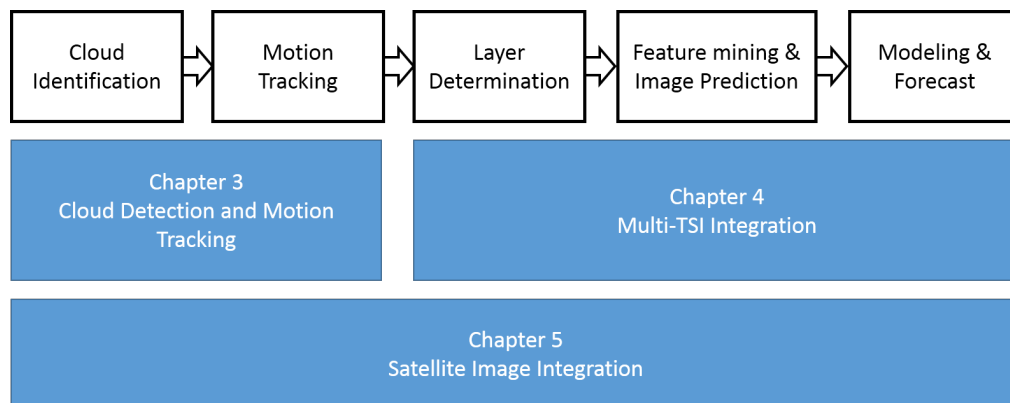 Cloud
Identification
Motion
Tracking
Layer
Determination
Feature mining &
Image Prediction
Modeling &
Forecast
Chapter 3
Cloud Detection and Motion
Tracking
Chapter 4
Multi-TSI Integration
Chapter 5
Satellite Image Integration